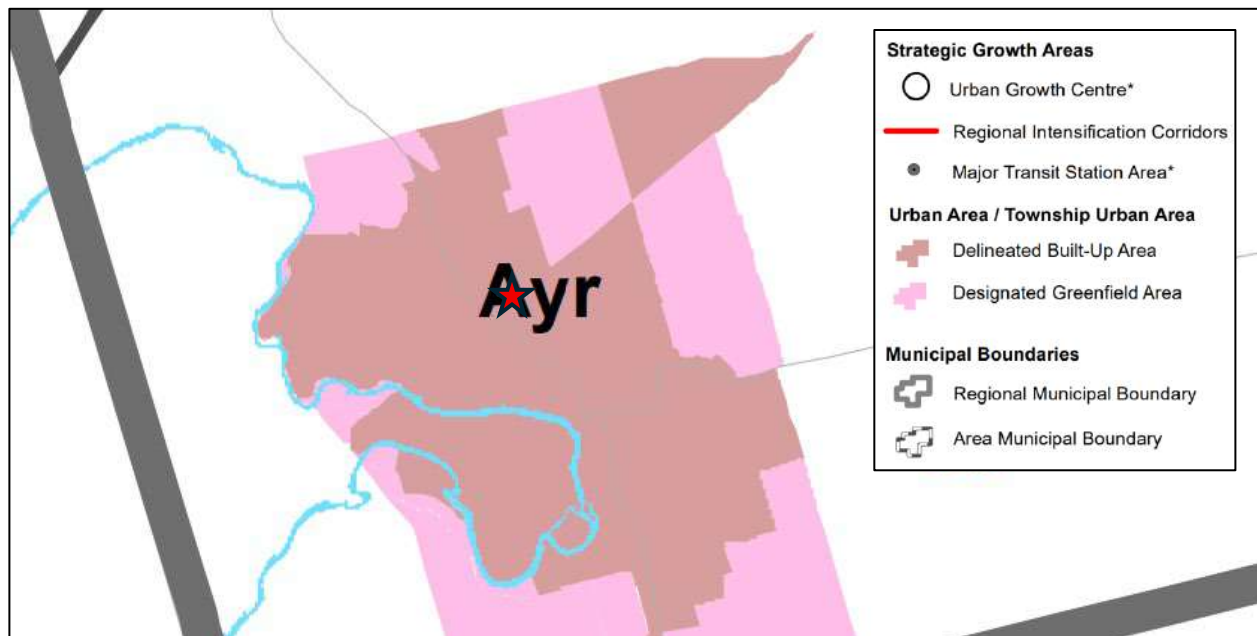 Ayr
Strategic Growth Areas
Urban Growth Centre*
Regional Intensification Corridors
Major Transit Station Area*
Urban Area / Township Urban Area
Delineated Built-Up Area
Designated Greenfield Area
Municipal Boundaries
Regional Municipal Boundary
Area Municipal Boundary